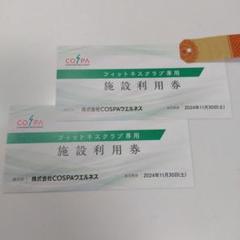 COSPA
フィットネスクラブ専用
施設利用券
株式会社COSPAウエルネス
2024年11月30日(土)
COSPA
フィットネスクラブ専用
施設利用券
株式会社COSPAウエルネス
2024年11月30日(土)